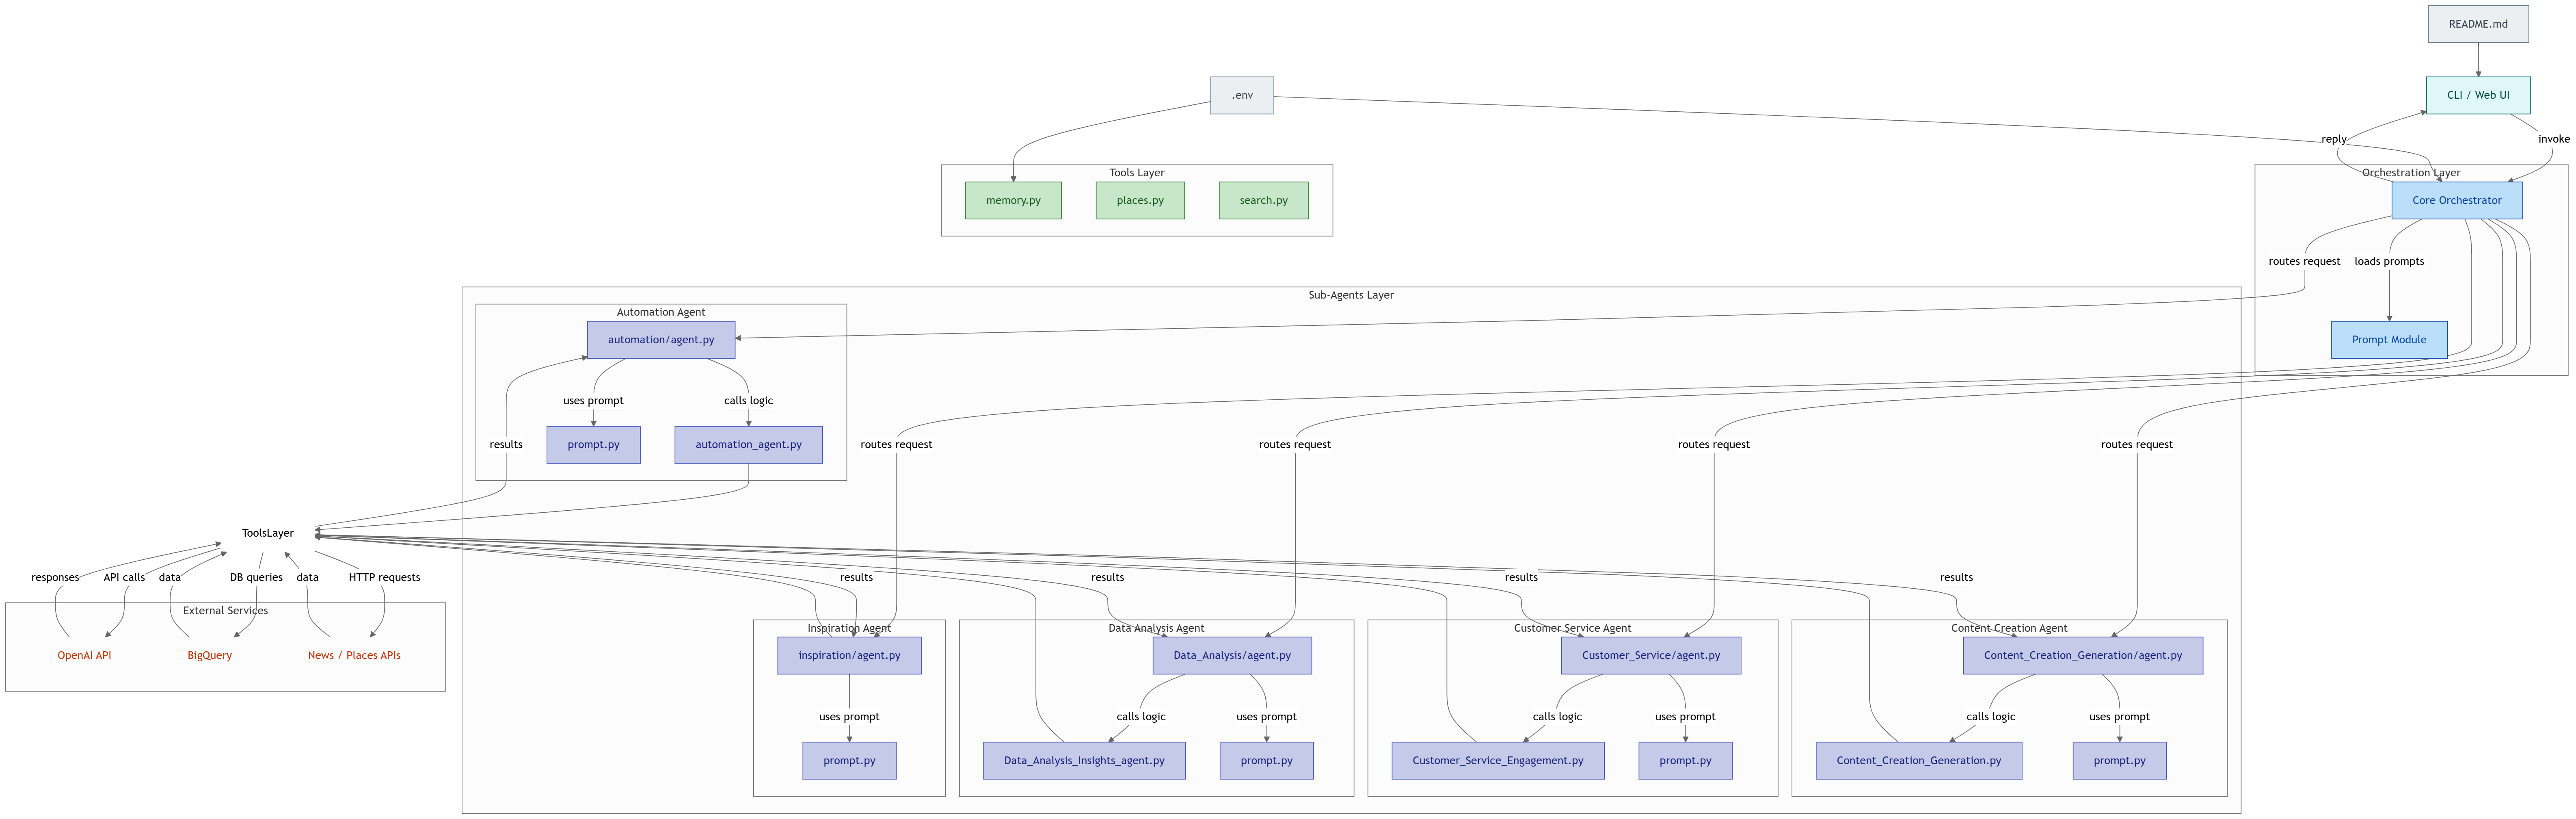 README.md
.env
CLI / Web UI
reply
invoke
Tools Layer
Orchestration Layer
memory.py
places.py
search.py
Core Orchestrator
routes request
loads prompts
Sub-Agents Layer
Automation Agent
automation/agent.py
Prompt Module
uses prompt
calls logic
results
prompt.py
automation_agent.py
routes request
routes request
routes request
routes request
ToolsLayer
responses
API calls
data
DB queries
data
HTTP requests
results
results
results
results
External Services
Inspiration Agent
Data Analysis Agent
Customer Service Agent
Content Creation Agent
OpenAI API
BigQuery
News / Places APIs
inspiration/agent.py
Data_Analysis/agent.py
Customer_Service/agent.py
Content_Creation_Generation/agent.py
uses prompt
calls logic
uses prompt
calls logic
uses prompt
calls logic
uses prompt
prompt.py
Data_Analysis_Insights_agent.py
prompt.py
Customer_Service_Engagement.py
prompt.py
Content_Creation_Generation.py
prompt.py